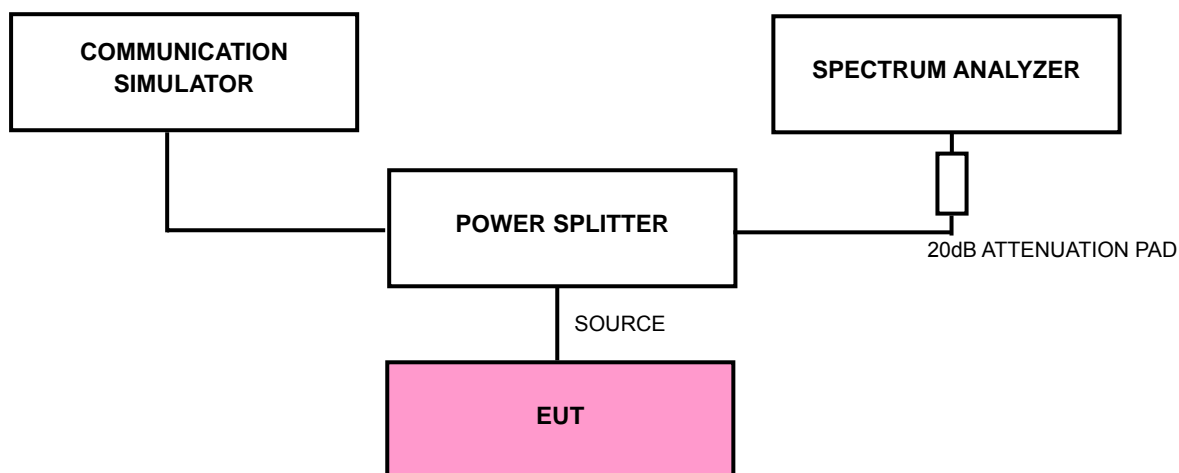 COMMUNICATION
SIMULATOR
SPECTRUM ANALYZER
POWER SPLITTER
20dB ATTENUATION PAD
SOURCE
EUT